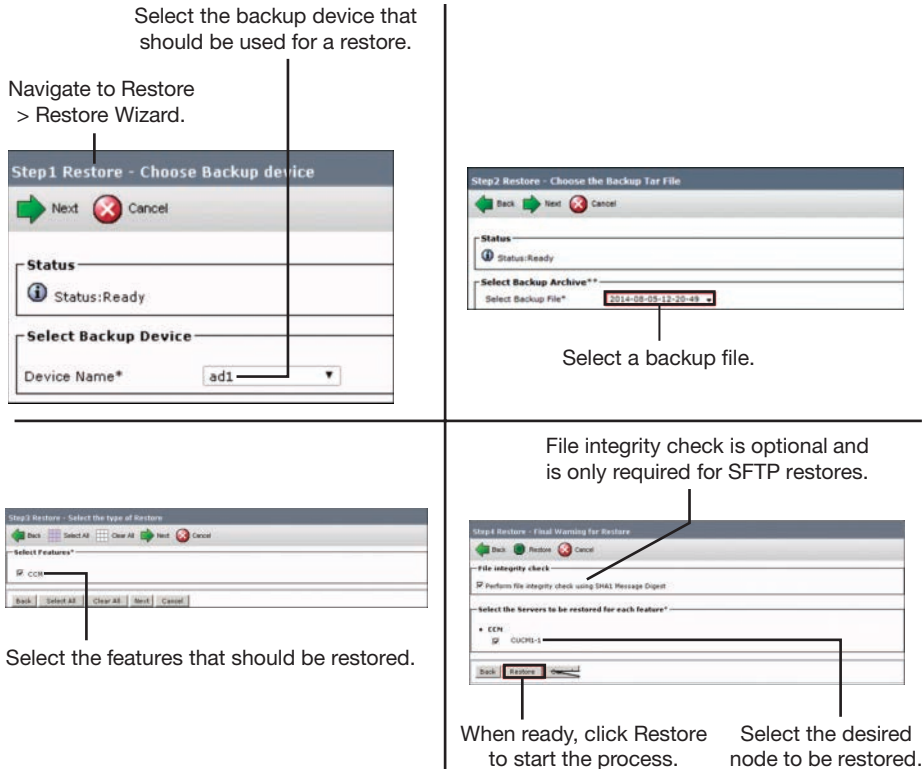 Select the backup device that
should be used for a restore.
Navigate to Restore
> Restore Wizard.
Step1 Restore - Choose Backup device
Next Cancel
Status
Status:Ready
Select Backup Device
Device Name* ad1
Step2 Restore - Choose the Backup Tar File
Back Next Cancel
Status
Status:Ready
Select Backup Archive**
Select Backup File* 2014-08-05-12-20-49
Select a backup file.
Step3 Restore - Select the type of Restore
Back Select All Clear All Next Cancel
Select Features*
CCM
Back Select All Clear All Next Cancel
Select the features that should be restored.
File integrity check is optional and
is only required for SFTP restores.
Step4 Restore - Final Warning for Restore
Back Restore Cancel
File integrity check
Perform file integrity check using SHA1 Message Digest
Select the Servers to be restored for each feature*
CCM
CUCM1-1
Back Restore
When ready, click Restore
to start the process.
Select the desired
node to be restored.